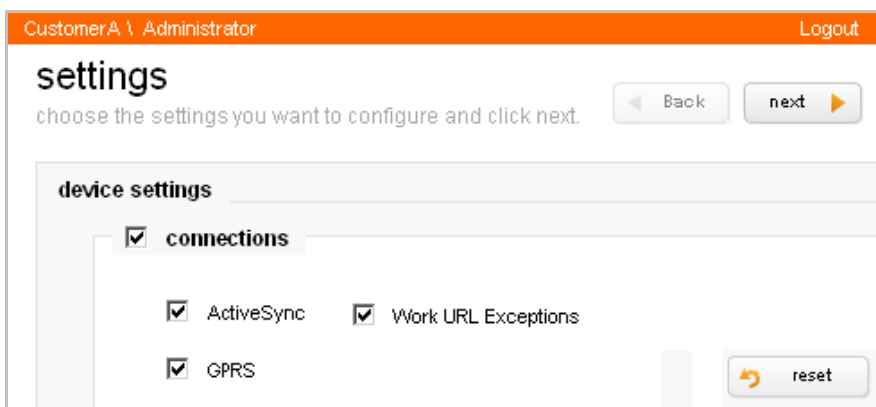 CustomerA \ Administrator Logout
settings
choose the settings you want to configure and click next.
Back next
device settings
connections
ActiveSync Work URL Exceptions
GPRS
reset